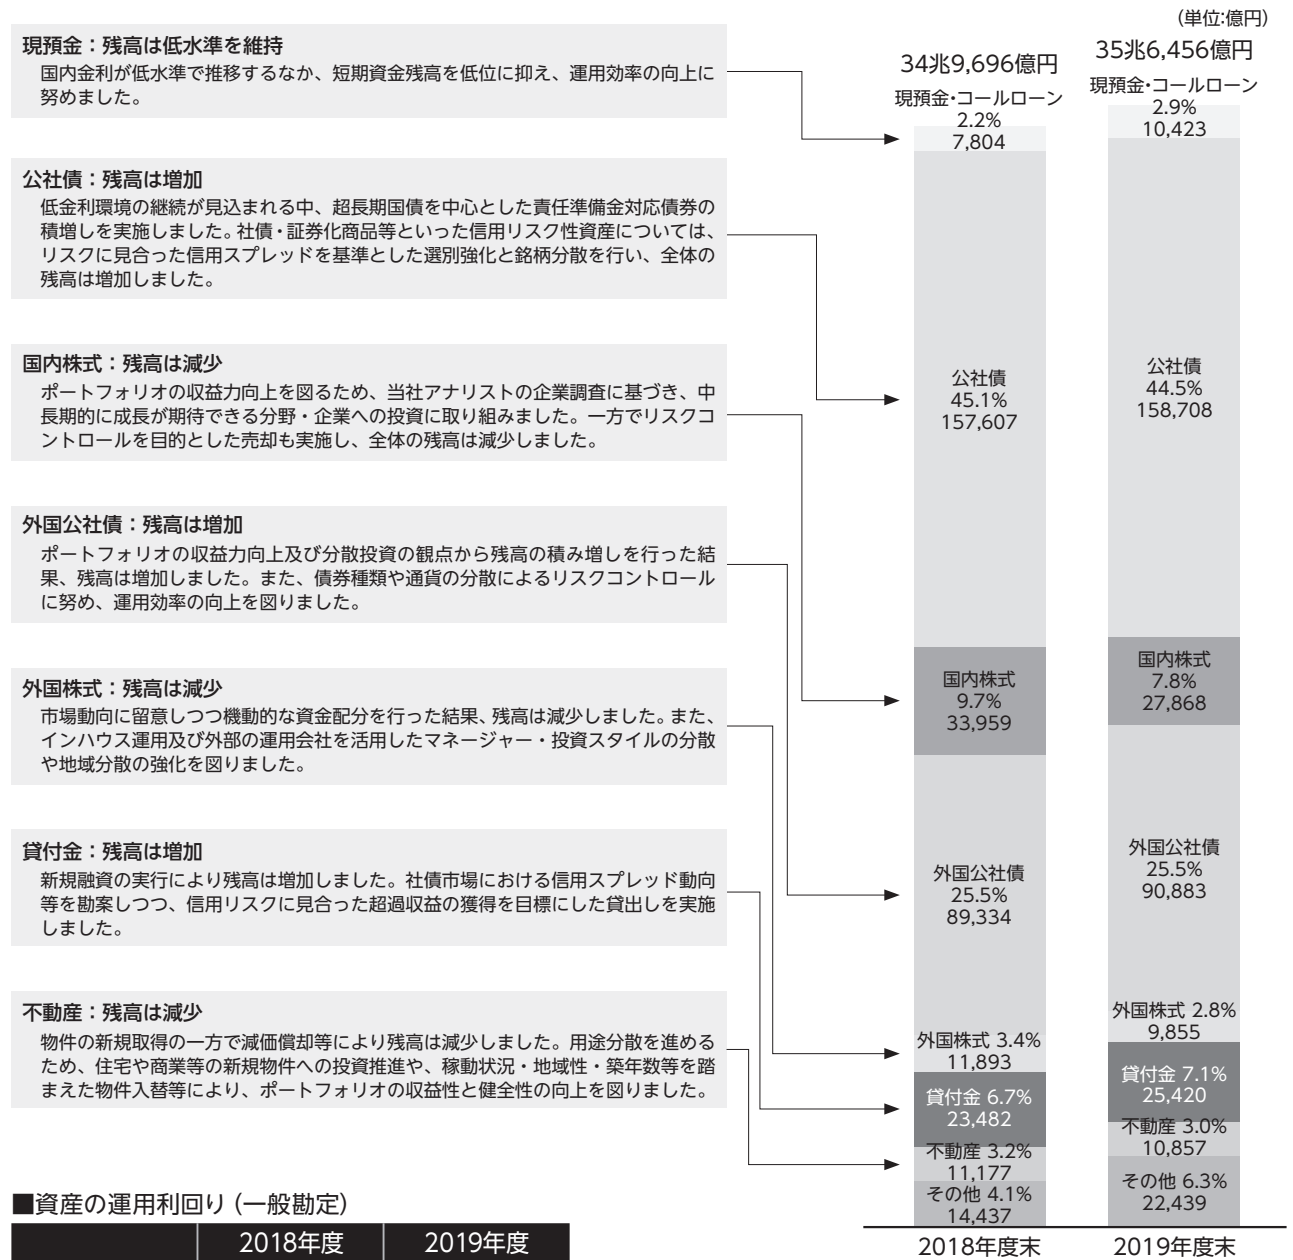 (単位:億円)
現預金：残高は低水準を維持
国内金利が低水準で推移するなか、短期資金残高を低位に抑え、運用効率の向上に
努めました。
公社債：残高は増加
低金利環境の継続が見込まれる中、超長期国債を中心とした責任準備金対応債券の
積増しを実施しました。社債・証券化商品等といった信用リスク性資産については、
リスクに見合った信用スプレッドを基準とした選別強化と銘柄分散を行い、全体の
残高は増加しました。
国内株式：残高は減少
ポートフォリオの収益力向上を図るため、当社アナリストの企業調査に基づき、中
長期的に成長が期待できる分野・企業への投資に取り組みました。一方でリスクコ
ントロールを目的とした売却も実施し、全体の残高は減少しました。
外国公社債：残高は増加
ポートフォリオの収益力向上及び分散投資の観点から残高の積み増しを行った結
果、残高は増加しました。また、債券種類や通貨の分散によるリスクコントロール
に努め、運用効率の向上を図りました。
外国株式：残高は減少
市場動向に留意しつつ機動的な資金配分を行った結果、残高は減少しました。また、
インハウス運用及び外部の運用会社を活用したマネージャー・投資スタイルの分散
や地域分散の強化を図りました。
貸付金：残高は増加
新規融資の実行により残高は増加しました。社債市場における信用スプレッド動向
等を勘案しつつ、信用リスクに見合った超過収益の獲得を目標にした貸出しを実施
しました。
不動産：残高は減少
物件の新規取得の一方で減価償却等により残高は減少しました。用途分散を進める
ため、住宅や商業等の新規物件への投資推進や、稼動状況・地域性・築年数等を踏
まえた物件入替等により、ポートフォリオの収益性と健全性の向上を図りました。
34兆9,696億円
現預金・コールローン
2.2%
7,804
公社債
45.1%
157,607
国内株式
9.7%
33,959
外国公社債
25.5%
89,334
外国株式 3.4%
11,893
貸付金 6.7%
23,482
不動産 3.2%
11,177
その他 4.1%
14,437
2018年度末
35兆6,456億円
現預金・コールローン
2.9%
10,423
公社債
44.5%
158,708
国内株式
7.8%
27,868
外国公社債
25.5%
90,883
外国株式 2.8%
9,855
貸付金 7.1%
25,420
不動産 3.0%
10,857
その他 6.3%
22,439
2019年度末
■資産の運用利回り（一般勘定）
2018年度 2019年度